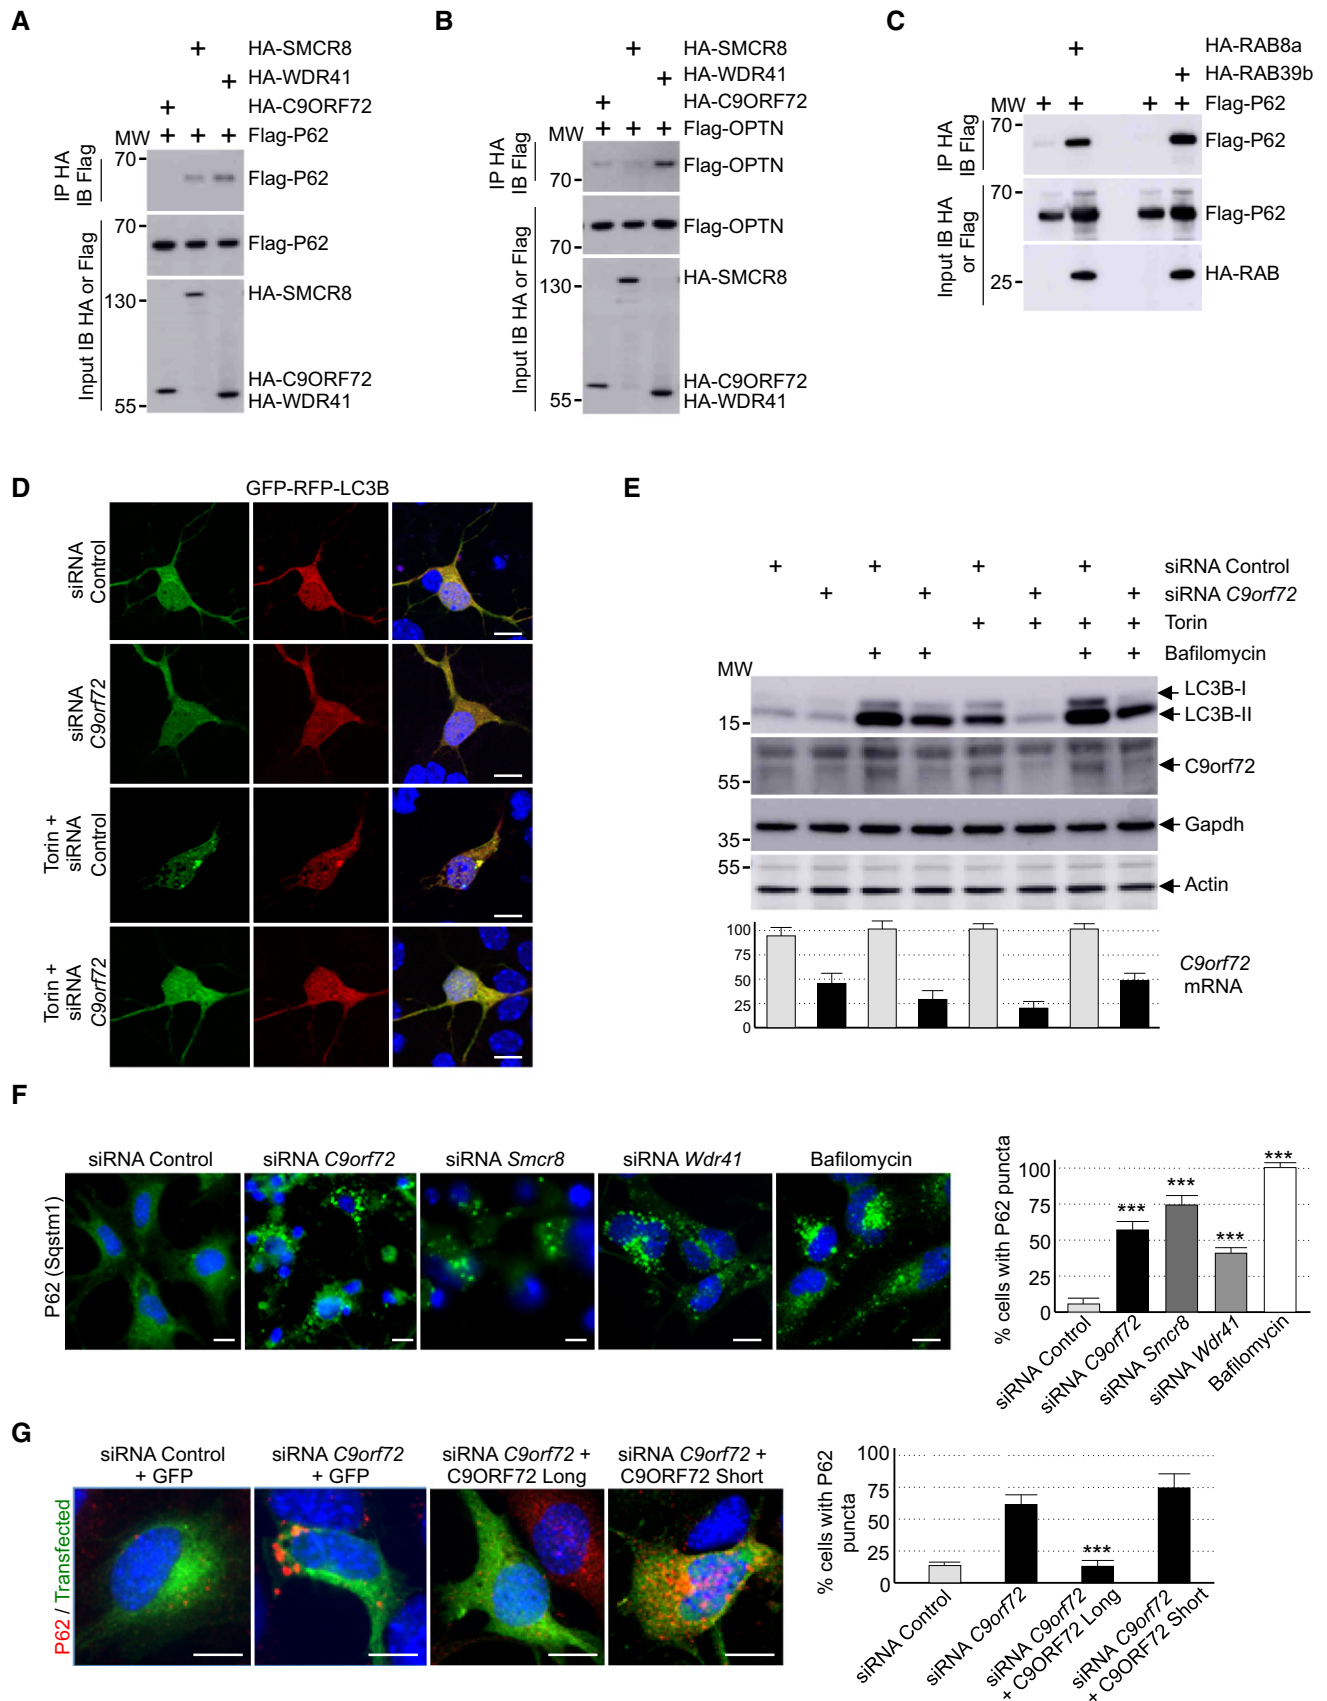 A
+ HA-SMCR8
+ HA-WDR41
+ HA-C9ORF72
MW + + + Flag-P62
IP HA
IB Flag
70
Flag-P62
Input IB HA or Flag
70
Flag-P62
HA-SMCR8
130
HA-C9ORF72
HA-WDR41
55
B
+ HA-SMCR8
+ HA-WDR41
+ HA-C9ORF72
MW + + + Flag-OPTN
IP HA
IB Flag
Flag-OPTN
70
Input IB HA or Flag
Flag-OPTN
70
HA-SMCR8
130
HA-C9ORF72
HA-WDR41
55
C
+ HA-RAB8a
+ HA-RAB39b
MW + + + + Flag-P62
IP HA
IB Flag
70
Flag-P62
Input IB HA
or Flag
70
Flag-P62
HA-RAB
25
D
GFP-RFP-LC3B
siRNA
Control
siRNA
C9orf72
Torin +
siRNA
Control
Torin +
siRNA
C9orf72
E
+ + + + siRNA Control
+ + + + siRNA C9orf72
+ + + + Torin
+ + + + Bafilomycin
MW
LC3B-I
15
LC3B-II
C9orf72
55
Gapdh
35
55
Actin
100
75
50
25
0
C9orf72
mRNA
F
P62 (Sqstm1)
siRNA Control
siRNA C9orf72
siRNA Smcr8
siRNA Wdr41
Bafilomycin
% cells with P62 puncta
100
75
50
25
0
***
***
***
***
siRNA Control
siRNA C9orf72
siRNA Smcr8
siRNA Wdr41
Bafilomycin
G
P62 / Transfected
siRNA Control
+ GFP
siRNA C9orf72
+ GFP
siRNA C9orf72 +
C9ORF72 Long
siRNA C9orf72 +
C9ORF72 Short
% cells with P62
puncta
100
75
50
25
0
***
siRNA Control
siRNA C9orf72
siRNA C9orf72
+ C9ORF72 Long
siRNA C9orf72
+ C9ORF72 Short